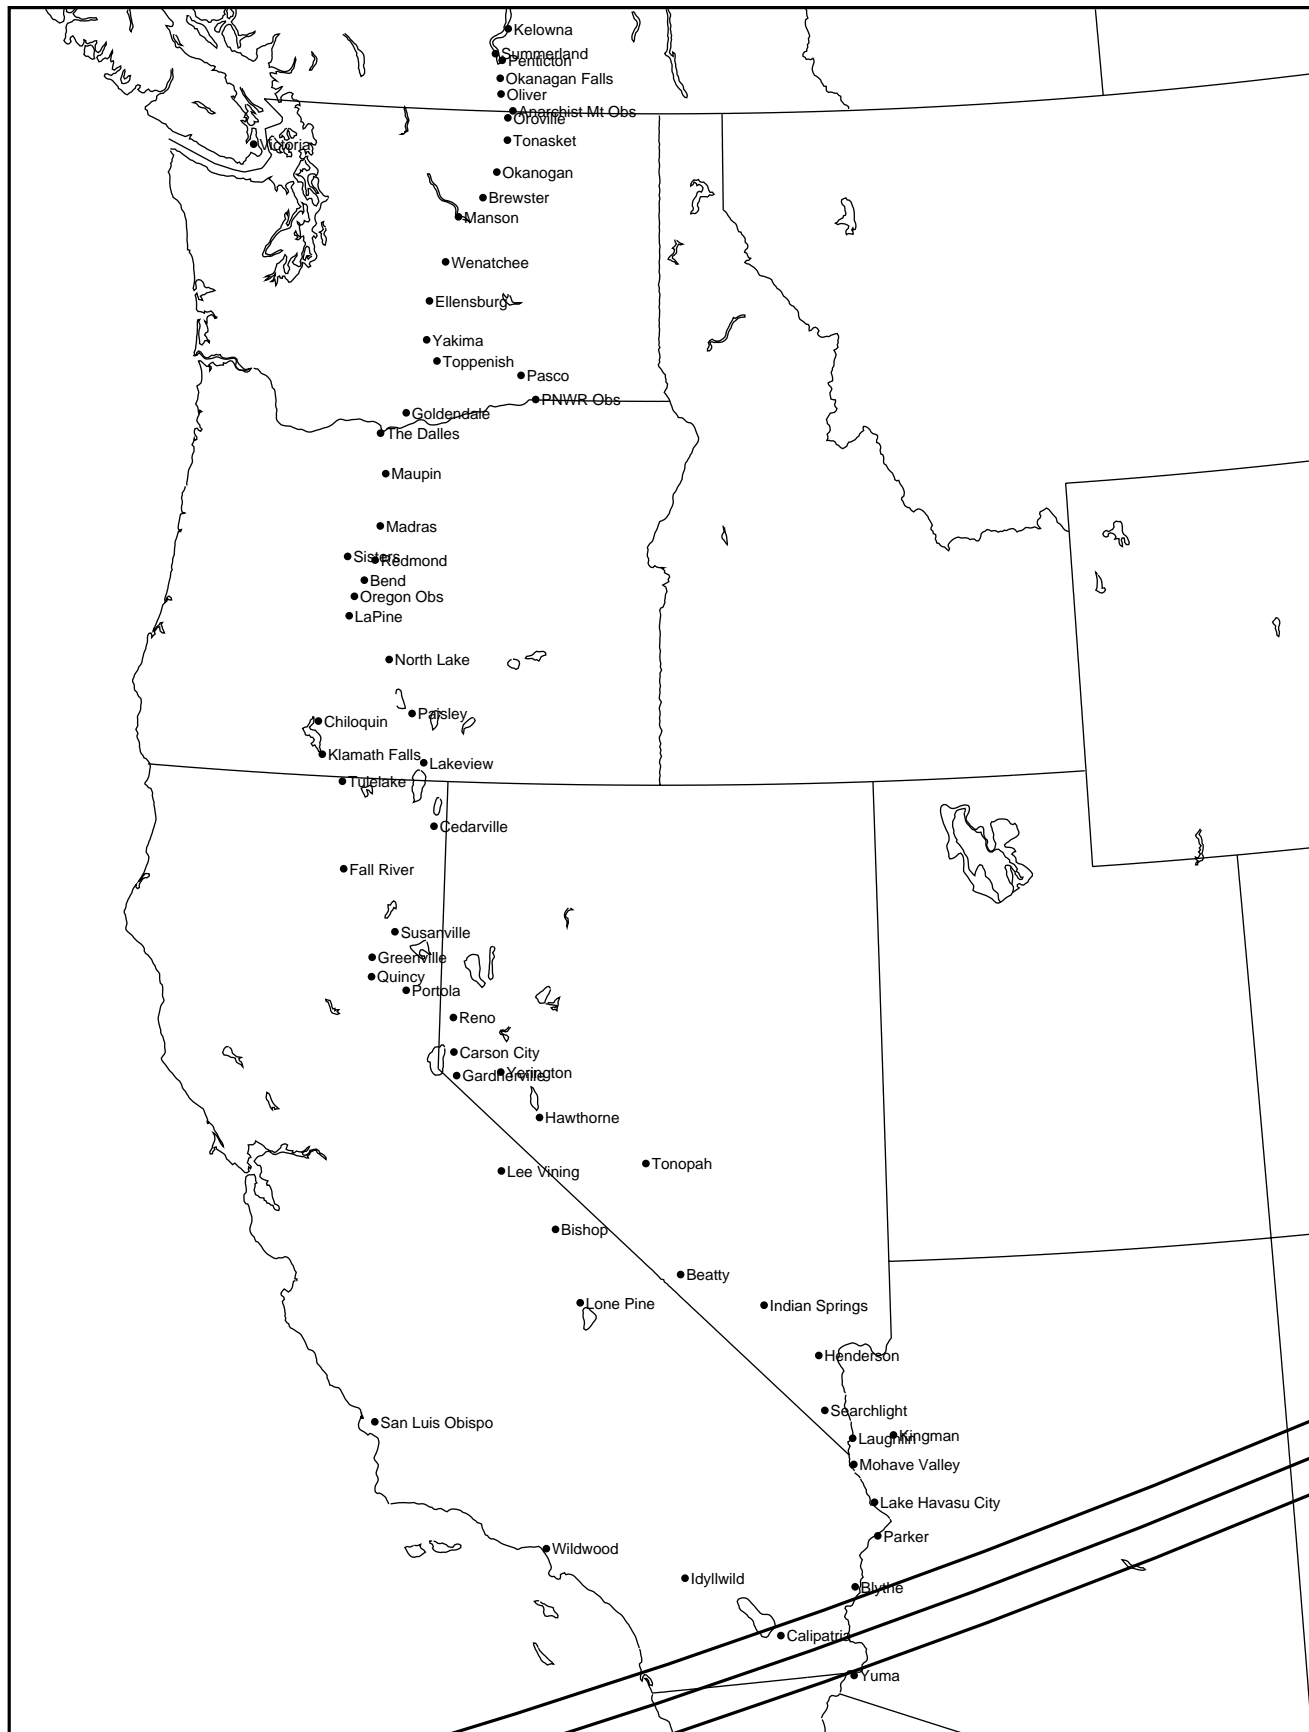 Kelowna
Summerland
Penticton
Okanagan Falls
Oliver
Anarchist Mt Obs
Oroville
Tonasket
Victoria
Okanogan
Brewster
Manson
Wenatchee
Ellensburg
Yakima
Toppenish
Pasco
PNWR Obs
Goldendale
The Dalles
Maupin
Madras
Sisters
Redmond
Bend
Oregon Obs
LaPine
North Lake
Paisley
Chiloquin
Klamath Falls
Lakeview
Tulelake
Cedarville
Fall River
Susanville
Greenville
Quincy
Portola
Reno
Carson City
Yerington
Gardnerville
Hawthorne
Tonopah
Lee Vining
Bishop
Beatty
Lone Pine
Indian Springs
Henderson
Searchlight
San Luis Obispo
Kingman
Laughlin
Mohave Valley
Lake Havasu City
Parker
Wildwood
Idyllwild
Blythe
Calipatria
Yuma